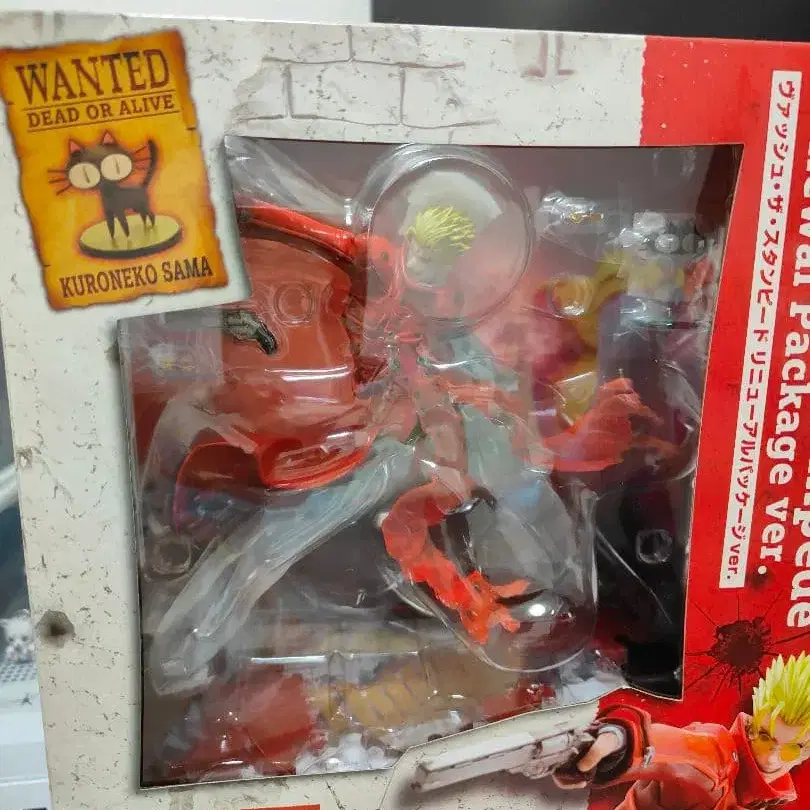 WANTED
DEAD OR ALIVE
KURONEKO SAMA
ヴァッシュ・ザ・スタンピード リニューアルパッケージver.
Package ver.